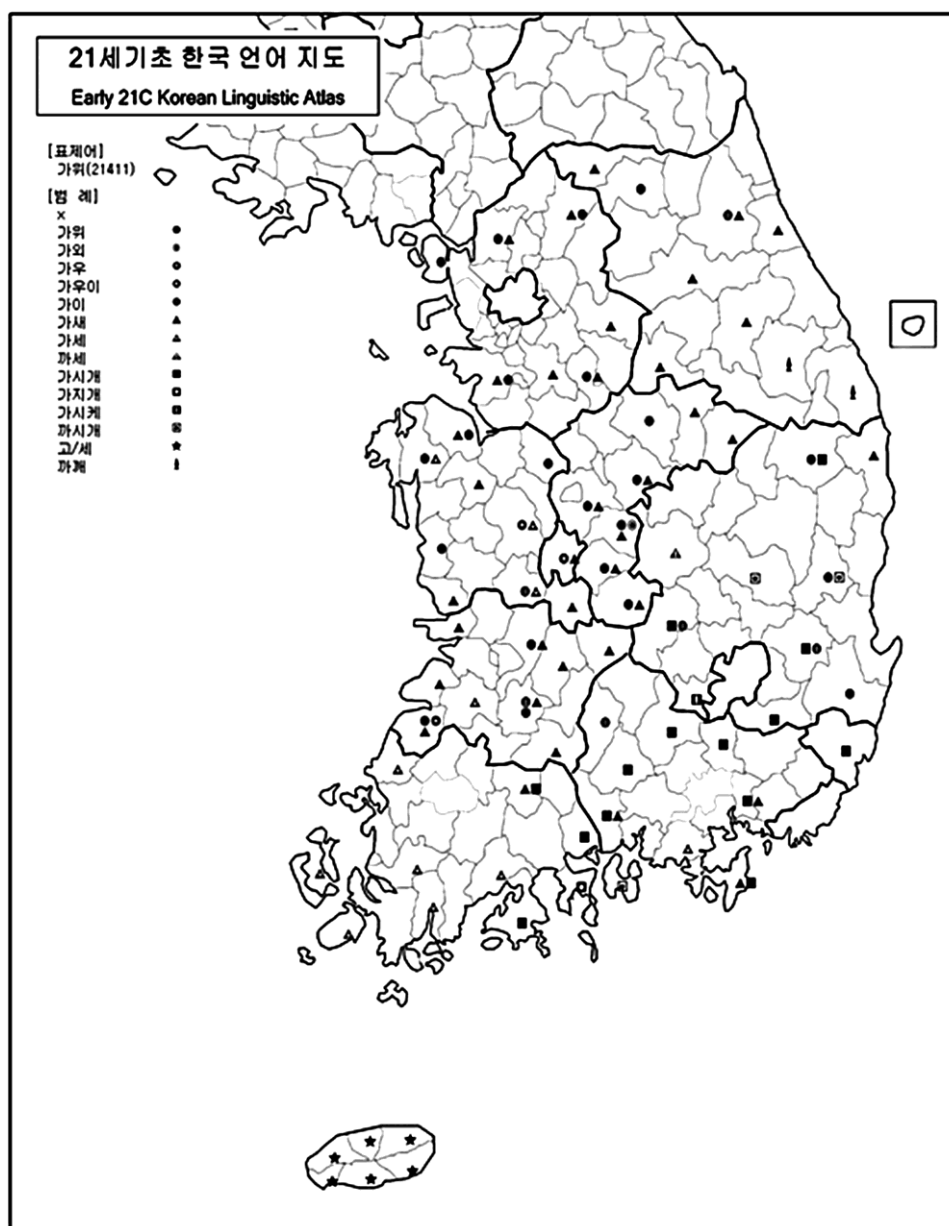 21세기초 한국 언어 지도
Early 21C Korean Linguistic Atlas
[표제어]
가위(21411)
[범 례]
×
가위
가외
가우
가우이
가이
가새
가세
까세
가시개
가지개
가시케
까시개
고/세
까깨